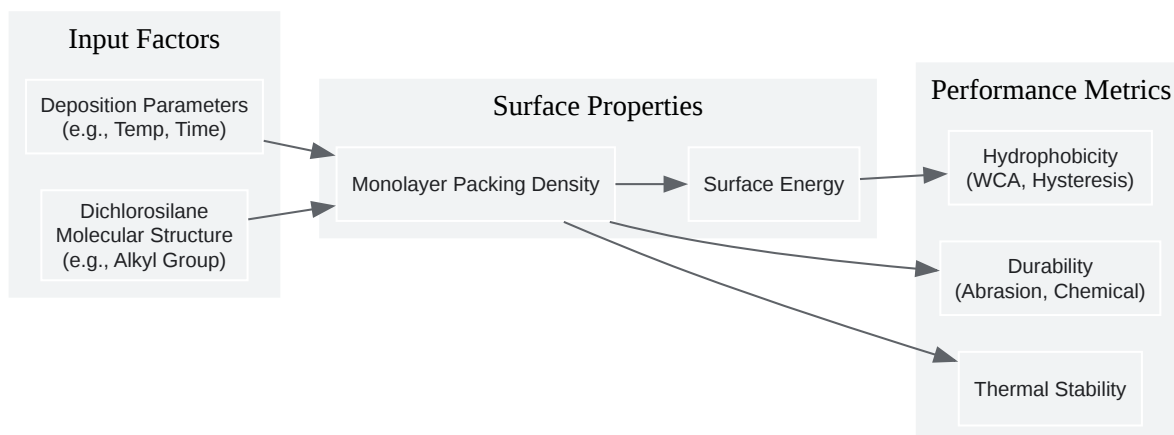 Input Factors
Deposition Parameters
(e.g., Temp, Time)
Dichlorosilane
Molecular Structure
(e.g., Alkyl Group)
Surface Properties
Monolayer Packing Density
Surface Energy
Performance Metrics
Hydrophobicity
(WCA, Hysteresis)
Durability
(Abrasion, Chemical)
Thermal Stability